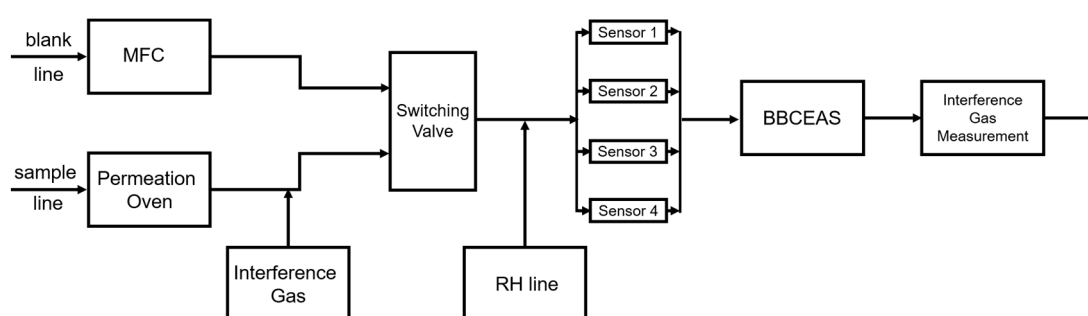 blank
line
MFC
sample
line
Permeation
Oven
Interference
Gas
Switching
Valve
RH line
Sensor 1
Sensor 2
Sensor 3
Sensor 4
BBCEAS
Interference
Gas
Measurement